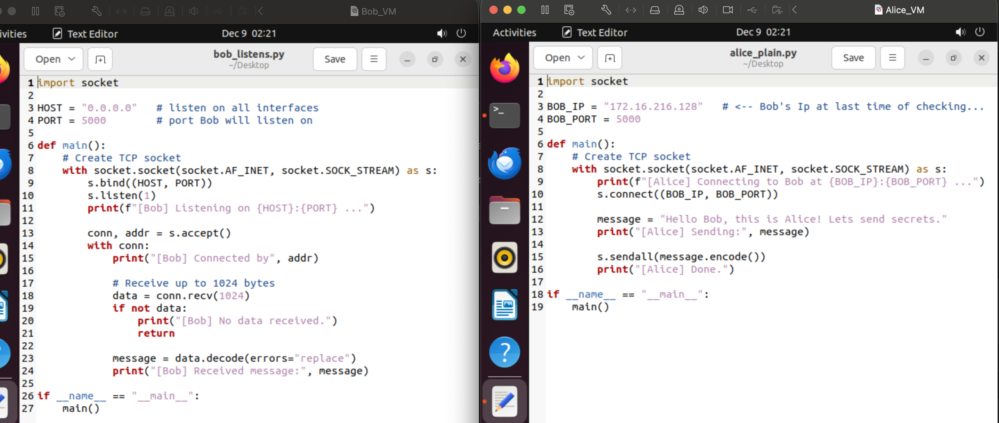 Bob_VM
ivities
Text Editor
Dec 9 02:21
Open
bob_listens.py
~/Desktop
Save
1 import socket
2
3 HOST = "0.0.0.0"   # listen on all interfaces
4 PORT = 5000        # port Bob will listen on
5
6 def main():
7     # Create TCP socket
8     with socket.socket(socket.AF_INET, socket.SOCK_STREAM) as s:
9         s.bind((HOST, PORT))
10         s.listen(1)
11         print(f"[Bob] Listening on {HOST}:{PORT} ...")
12
13         conn, addr = s.accept()
14         with conn:
15             print("[Bob] Connected by", addr)
16
17             # Receive up to 1024 bytes
18             data = conn.recv(1024)
19             if not data:
20                 print("[Bob] No data received.")
21                 return
22
23             message = data.decode(errors="replace")
24             print("[Bob] Received message:", message)
25
26 if __name__ == "__main__":
27     main()
Alice_VM
Activities
Text Editor
Dec 9 02:21
Open
alice_plain.py
~/Desktop
Save
1 import socket
2
3 BOB_IP = "172.16.216.128"   # <-- Bob's Ip at last time of checking...
4 BOB_PORT = 5000
5
6 def main():
7     # Create TCP socket
8     with socket.socket(socket.AF_INET, socket.SOCK_STREAM) as s:
9         print(f"[Alice] Connecting to Bob at {BOB_IP}:{BOB_PORT} ...")
10         s.connect((BOB_IP, BOB_PORT))
11
12         message = "Hello Bob, this is Alice! Lets send secrets."
13         print("[Alice] Sending:", message)
14
15         s.sendall(message.encode())
16         print("[Alice] Done.")
17
18 if __name__ == "__main__":
19     main()